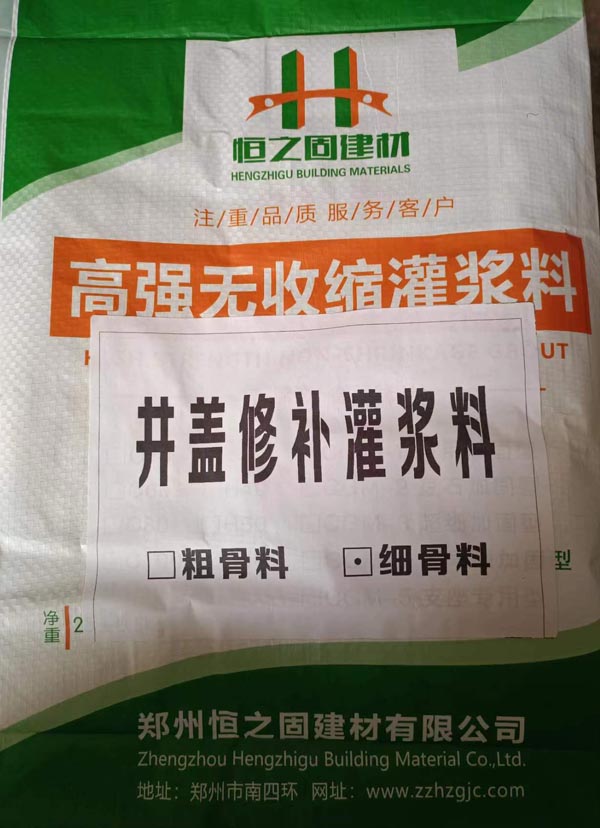 恒之固建材
HENGZHIGU BUILDING MATERIALS
注/重/品/质 服/务/客/户
高强无收缩灌浆料
井盖修补灌浆料
□粗骨料 ⊡细骨料
型
净重 2
郑州恒之固建材有限公司
Zhengzhou Hengzhigu Building Material Co.,Ltd.
地址：郑州市南四环 网址：www.zzhzgjc.com